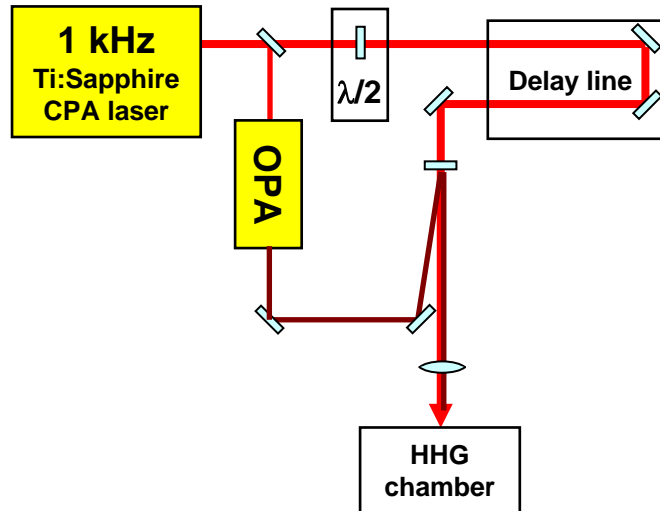 1 kHz
Ti:Sapphire
CPA laser
λ/2
Delay line
OPA
HHG
chamber